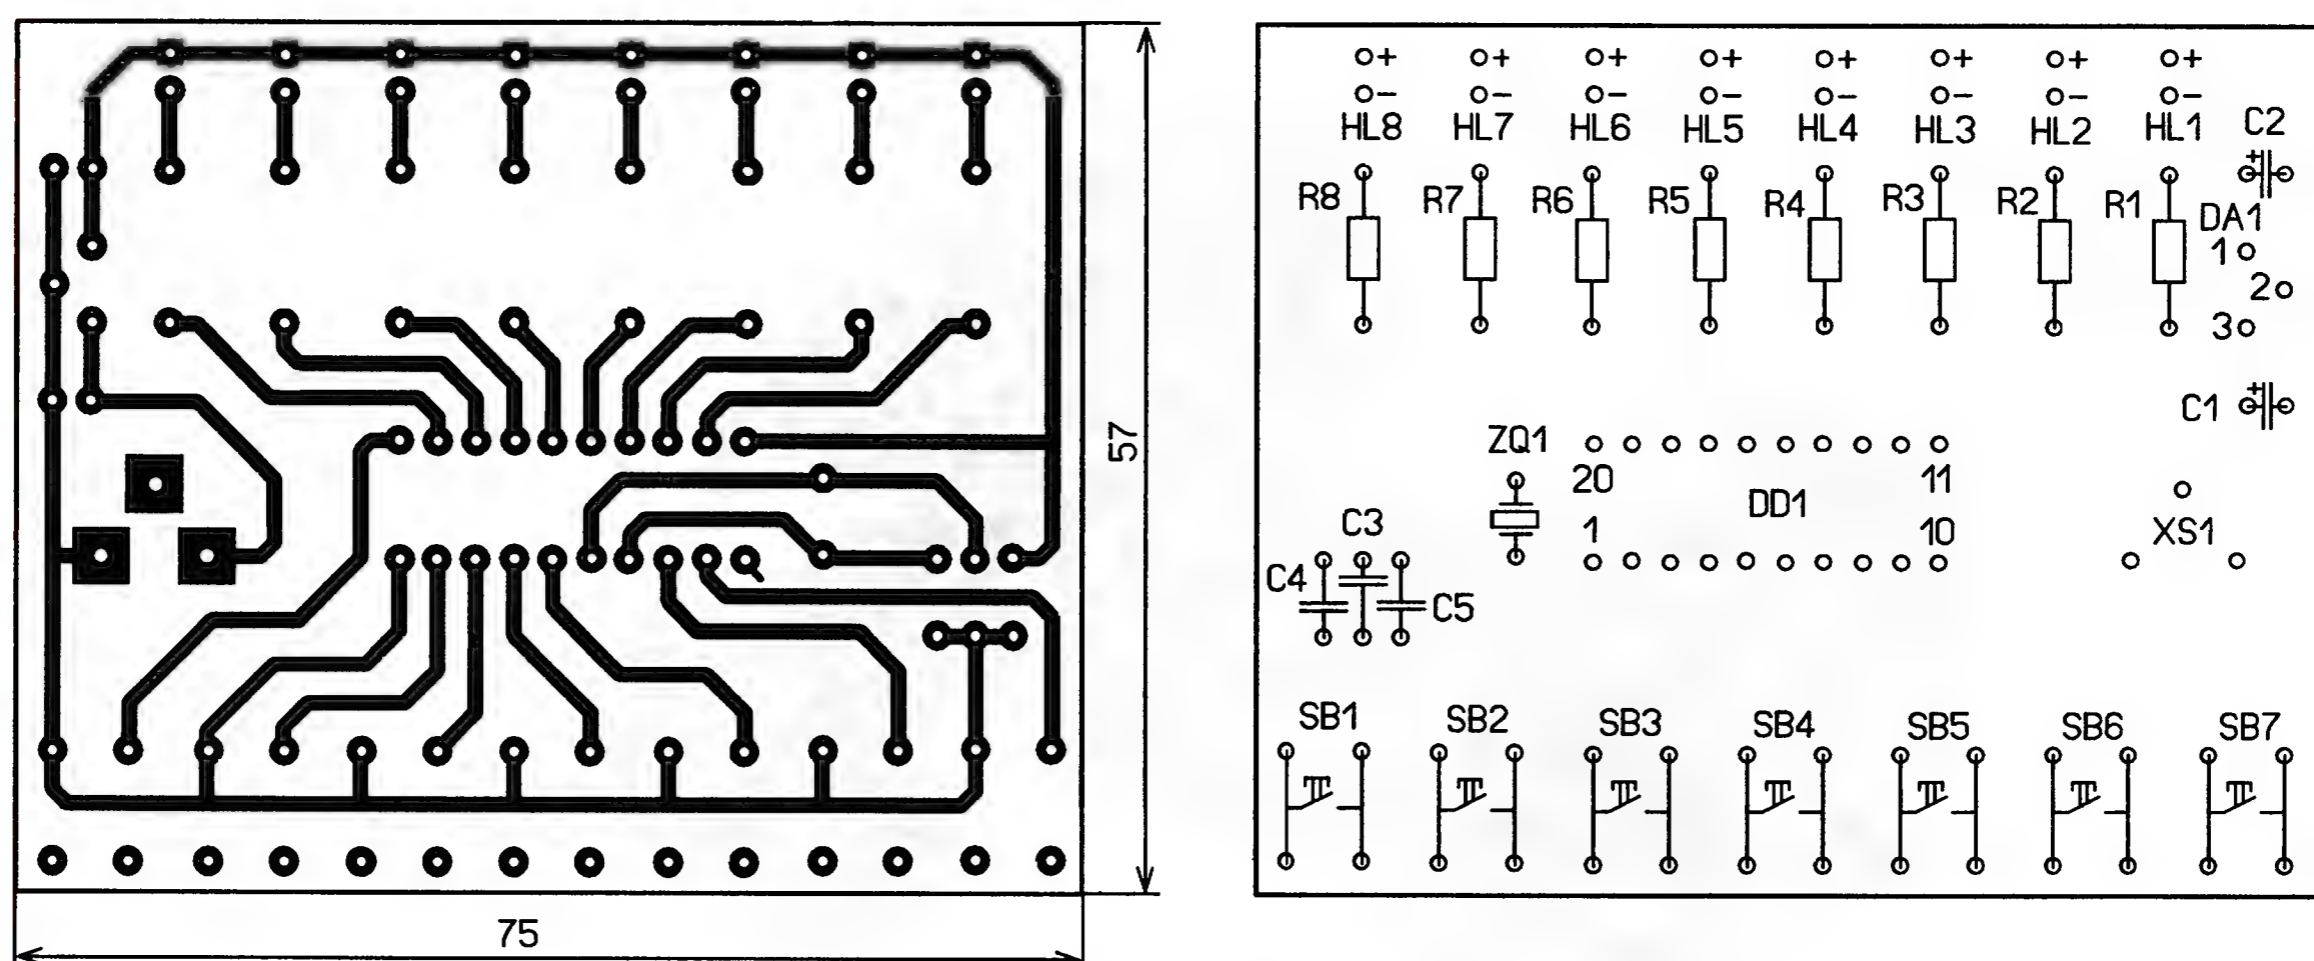 57
75
+ + + + + + + +
− − − − − − − −
HL8 HL7 HL6 HL5 HL4 HL3 HL2 HL1 C2
+
R8 R7 R6 R5 R4 R3 R2 R1 DA1
1
2
3
+
C1
ZQ1
20 11
DD1
1 10
C3
XS1
C4
C5
SB1 SB2 SB3 SB4 SB5 SB6 SB7